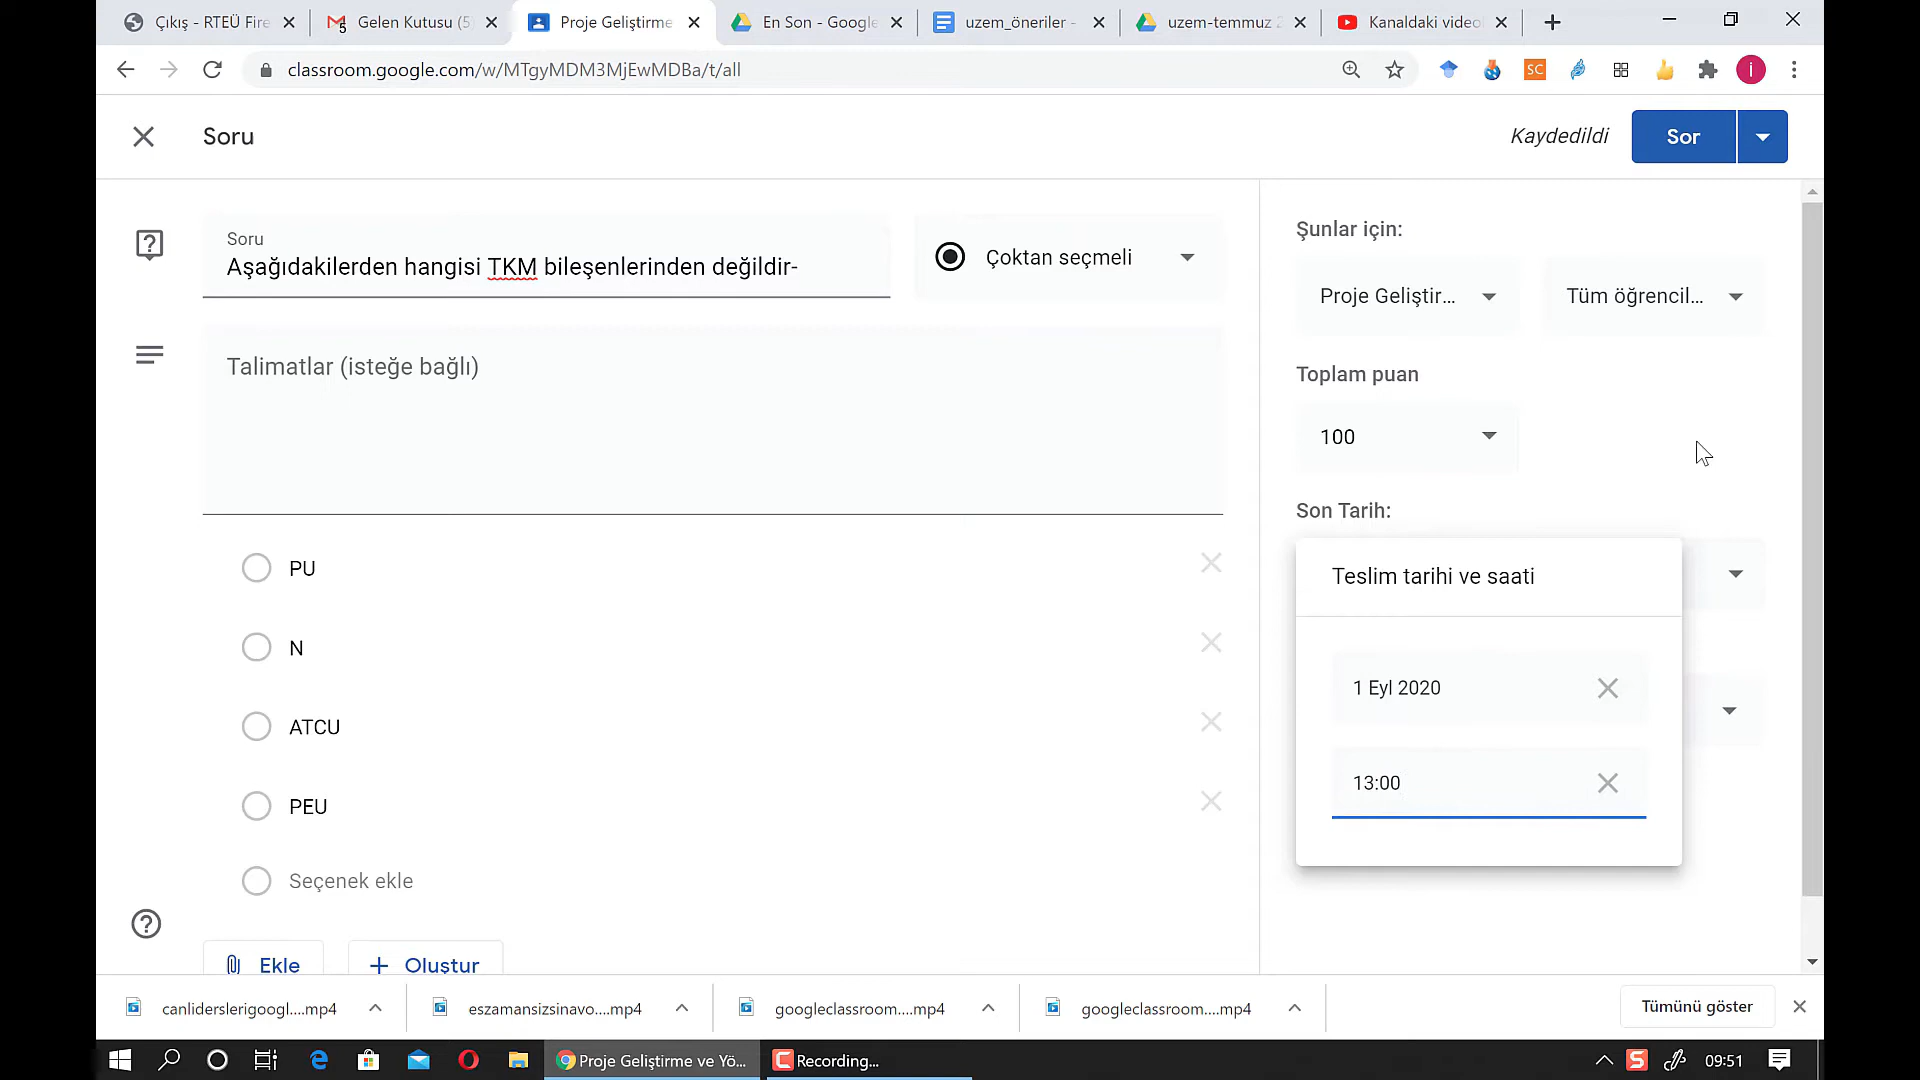 Çıkış - RTEÜ Fire
Gelen Kutusu (5)
Proje Geliştirme
En Son - Google
uzem_öneriler -
uzem-temmuz 2
Kanaldaki video
classroom.google.com/w/MTgyMDM3MjEwMDBa/t/all
SC
i
Soru
Kaydedildi
Sor
Soru
Aşağıdakilerden hangisi TKM bileşenlerinden değildir-
Çoktan seçmeli
Talimatlar (isteğe bağlı)
PU
N
ATCU
PEU
Seçenek ekle
Ekle
Oluştur
Şunlar için:
Proje Geliştir...
Tüm öğrencil...
Toplam puan
100
Son Tarih:
Teslim tarihi ve saati
1 Eyl 2020
13:00
canliderslerigoogl....mp4
eszamansizsinavo....mp4
googleclassroom....mp4
googleclassroom....mp4
Tümünü göster
Proje Geliştirme ve Yö...
Recording...
09:51